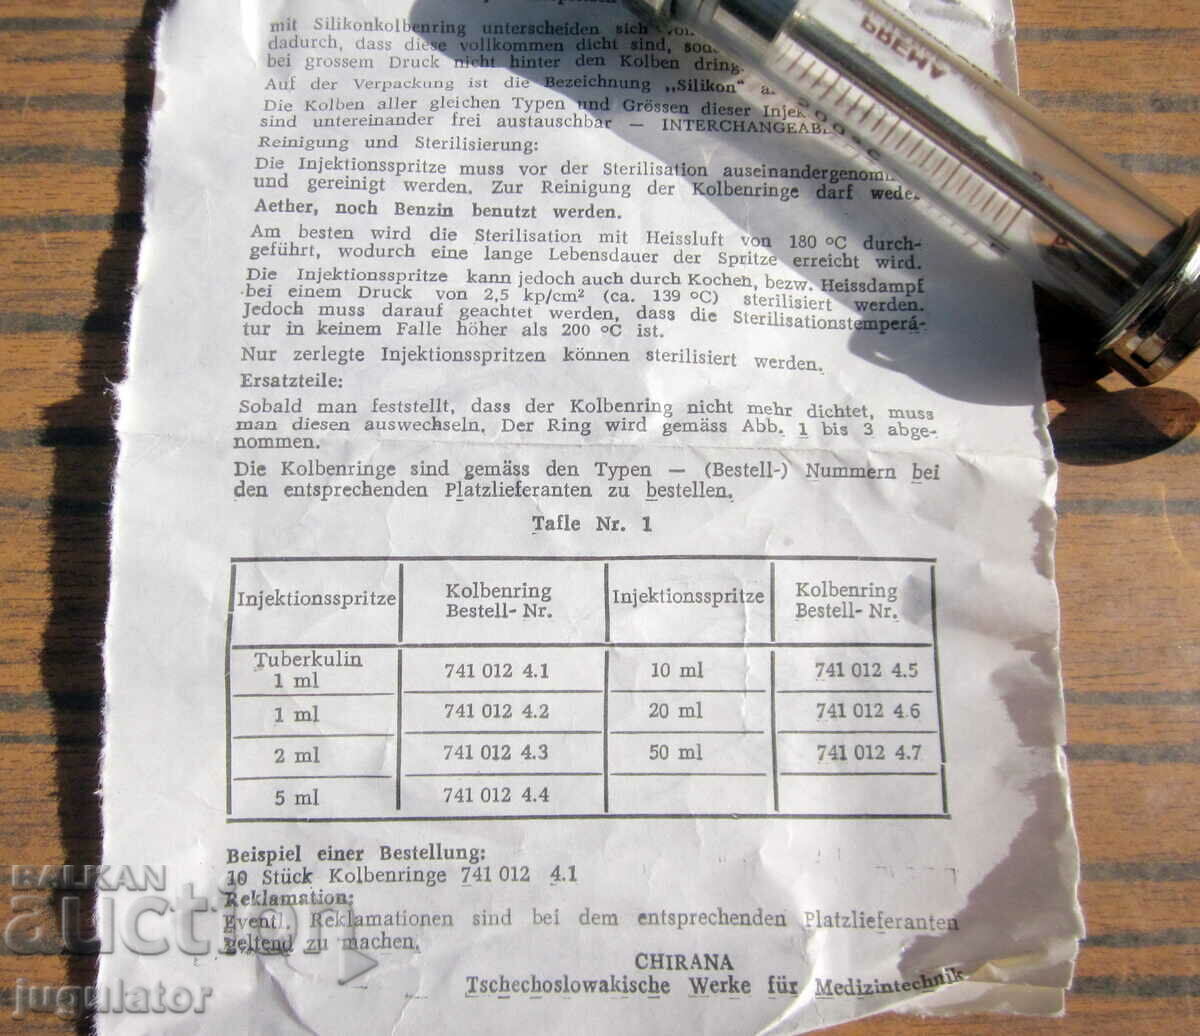 mit Silikonkolbenring unterscheiden sich
dadurch, dass diese vollkommen dicht sind,
bei grossem Druck nicht hinter den Kolben
Auf der Verpackung ist die Bezeichnung „Silikon"
Die Kolben aller gleichen Typen und Grössen dieser
sind untereinander frei austauschbar —
Reinigung und Sterilisierung:
Die Injektionsspritze muss vor der Sterilisation
und gereinigt werden. Zur Reinigung der Kolbenringe darf
Aether, noch Benzin benutzt werden.
Am besten wird die Sterilisation mit Heissluft von 180 °C durch-
geführt, wodurch eine lange Lebensdauer der Spritze erreicht wird.
Die Injektionsspritze kann jedoch auch durch Kochen, bezw. Heissdampf
bei einem Druck von 2,5 kp/cm² (ca. 139 °C) sterilisiert werden.
Jedoch muss darauf geachtet werden, dass die Sterilisationstemperá-
tur in keinem Falle höher als 200 °C ist.
Nur zerlegte Injektionsspritzen können sterilisiert werden.
Ersatzteile:
Sobald man feststellt, dass der Kolbenring nicht mehr dichtet, muss
man diesen auswechseln. Der Ring wird gemäss Abb. 1 bis 3 abge-
nommen.
Die Kolbenringe sind gemäss den Typen — (Bestell-) Nummern bei
den entsprechenden Platzlieferanten zu bestellen.
Tafle Nr. 1
Injektionsspritze Kolbenring Bestell- Nr. Injektionsspritze Kolbenring Bestell- Nr.
Tuberkulin 1 ml 741 012 4.1 10 ml 741 012 4.5
1 ml 741 012 4.2 20 ml 741 012 4.6
2 ml 741 012 4.3 50 ml 741 012 4.7
5 ml 741 012 4.4
Beispiel einer Bestellung:
10 Stück Kolbenringe 741 012 4.1
Reklamation:
Eventl. Reklamationen sind bei dem entsprechenden Platzlieferanten
geltend zu machen.
CHIRANA
Tschechoslowakische Werke für Medizintechnik
PREMA
BALKAN
auction
jugulator